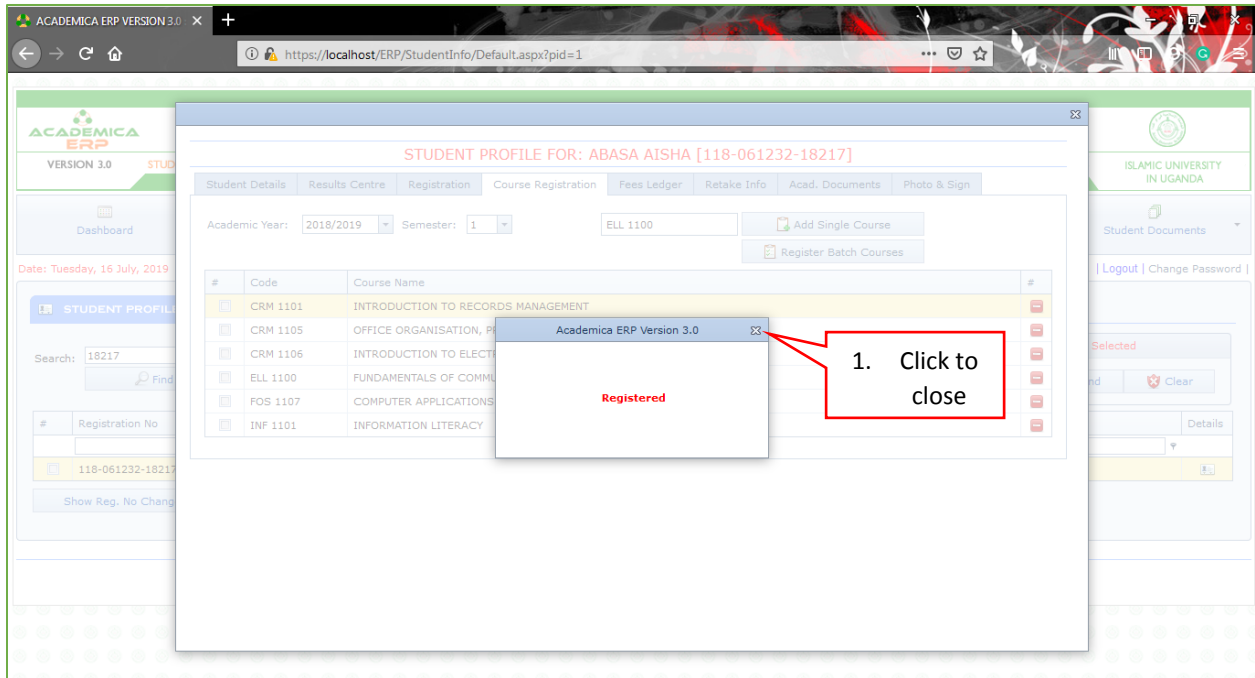 ACADEMICA ERP VERSION 3.0
https://localhost/ERP/StudentInfo/Default.aspx?pid=1
ACADEMICA
ERP
VERSION 3.0
ISLAMIC UNIVERSITY
IN UGANDA
Dashboard
Student Documents
Date: Tuesday, 16 July, 2019
| Logout | Change Password |
STUDENT PROFILE
Search: 18217
Find
Selected
Clear
# Registration No
Details
118-061232-18217
Show Reg. No Chang
STUDENT PROFILE FOR: ABASA AISHA [118-061232-18217]
Student Details Results Centre Registration Course Registration Fees Ledger Retake Info Acad. Documents Photo & Sign
Academic Year: 2018/2019 Semester: 1 ELL 1100 Add Single Course
Register Batch Courses
# Code Course Name #
CRM 1101 INTRODUCTION TO RECORDS MANAGEMENT
CRM 1105 OFFICE ORGANISATION, P
CRM 1106 INTRODUCTION TO ELECT
ELL 1100 FUNDAMENTALS OF COMMU
FOS 1107 COMPUTER APPLICATIONS
INF 1101 INFORMATION LITERACY
Academica ERP Version 3.0
Registered
1. Click to
close